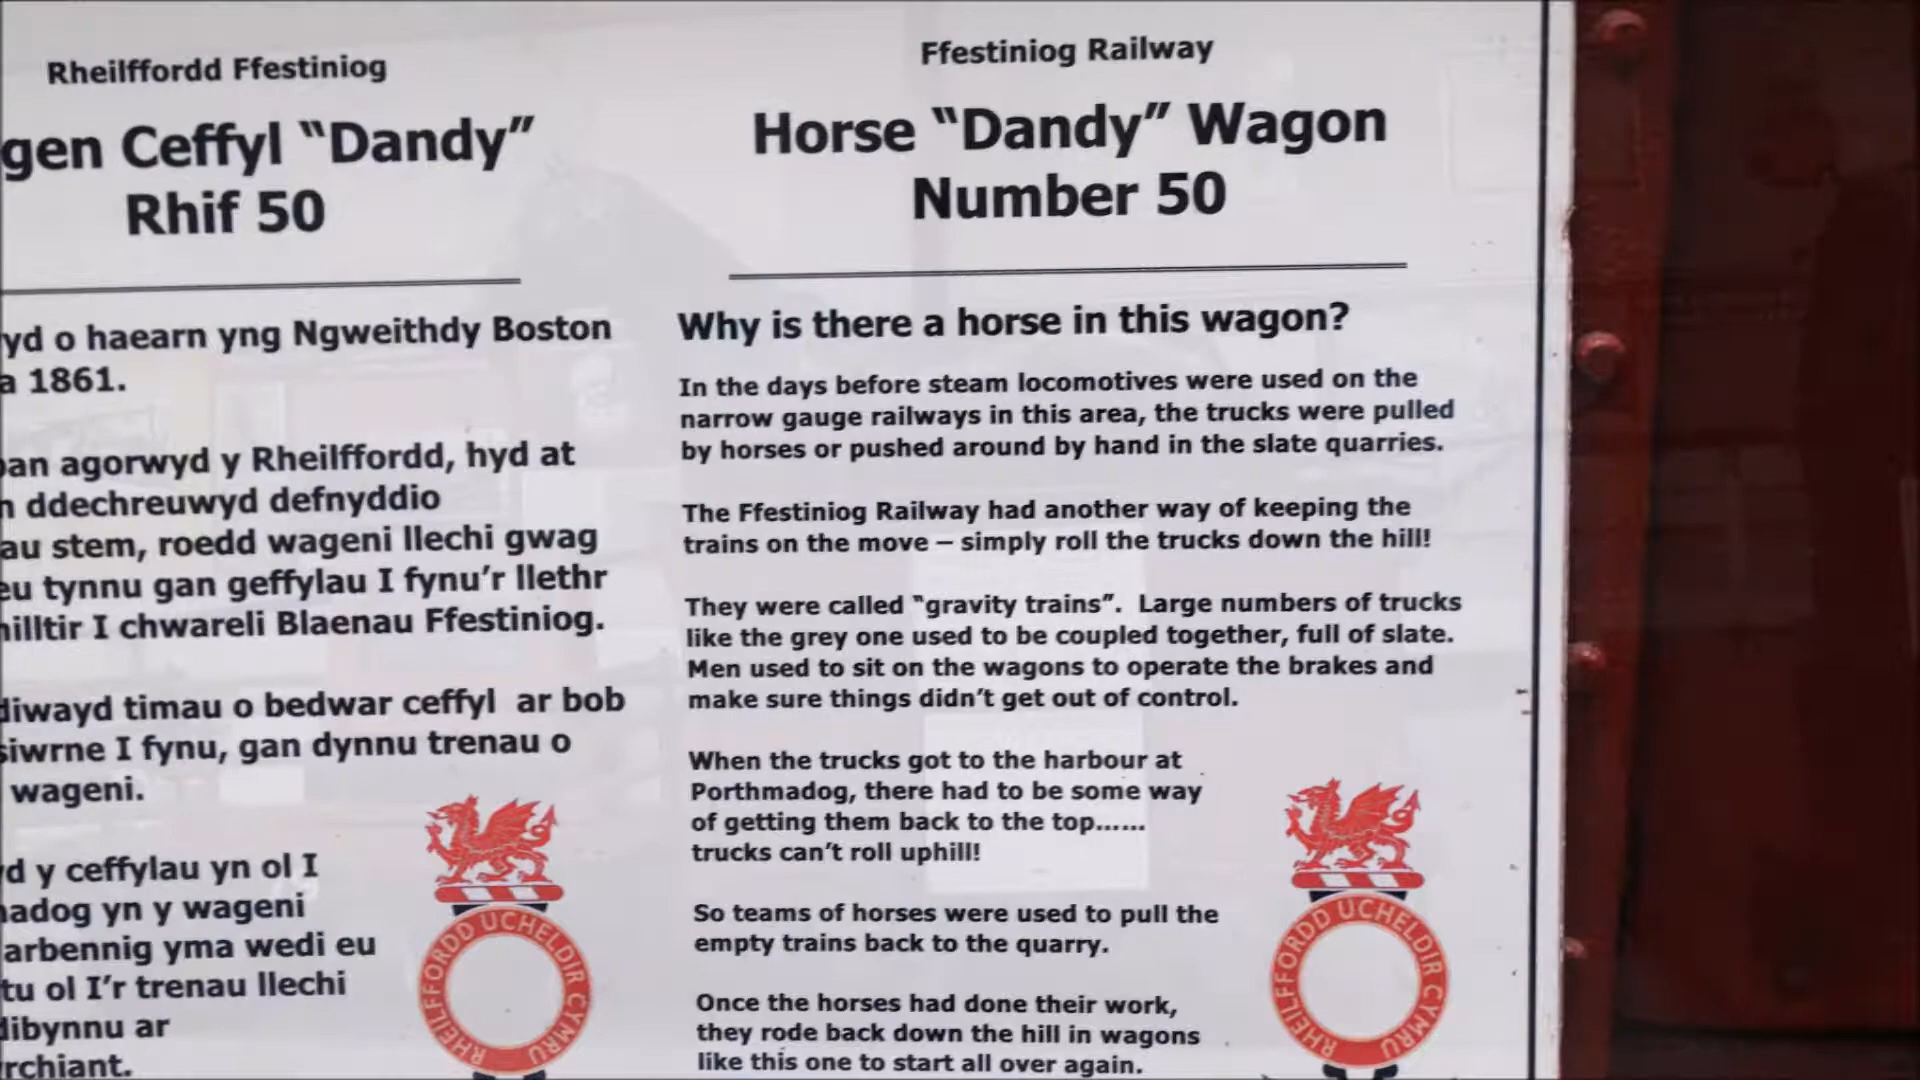 Rheilffordd Ffestiniog
gen Ceffyl “Dandy”
Rhif 50
yd o haearn yng Ngweithdy Boston
a 1861.
pan agorwyd y Rheilffordd, hyd at
n ddechreuwyd defnyddio
au stem, roedd wageni llechi gwag
eu tynnu gan geffylau I fynu’r llethr
milltir I chwareli Blaenau Ffestiniog.
diwayd timau o bedwar ceffyl ar bob
siwrne I fynu, gan dynnu trenau o
wageni.
yd y ceffylau yn ol I
madog yn y wageni
arbennig yma wedi eu
tu ol I’r trenau llechi
dibynnu ar
rchiant.
RHEILFFORDD UCHELDIR CYMRU
Ffestiniog Railway
Horse “Dandy” Wagon
Number 50
Why is there a horse in this wagon?
In the days before steam locomotives were used on the
narrow gauge railways in this area, the trucks were pulled
by horses or pushed around by hand in the slate quarries.
The Ffestiniog Railway had another way of keeping the
trains on the move – simply roll the trucks down the hill!
They were called “gravity trains”. Large numbers of trucks
like the grey one used to be coupled together, full of slate.
Men used to sit on the wagons to operate the brakes and
make sure things didn’t get out of control.
When the trucks got to the harbour at
Porthmadog, there had to be some way
of getting them back to the top......
trucks can’t roll uphill!
So teams of horses were used to pull the
empty trains back to the quarry.
Once the horses had done their work,
they rode back down the hill in wagons
like this one to start all over again.
RHEILFFORDD UCHELDIR CYMRU